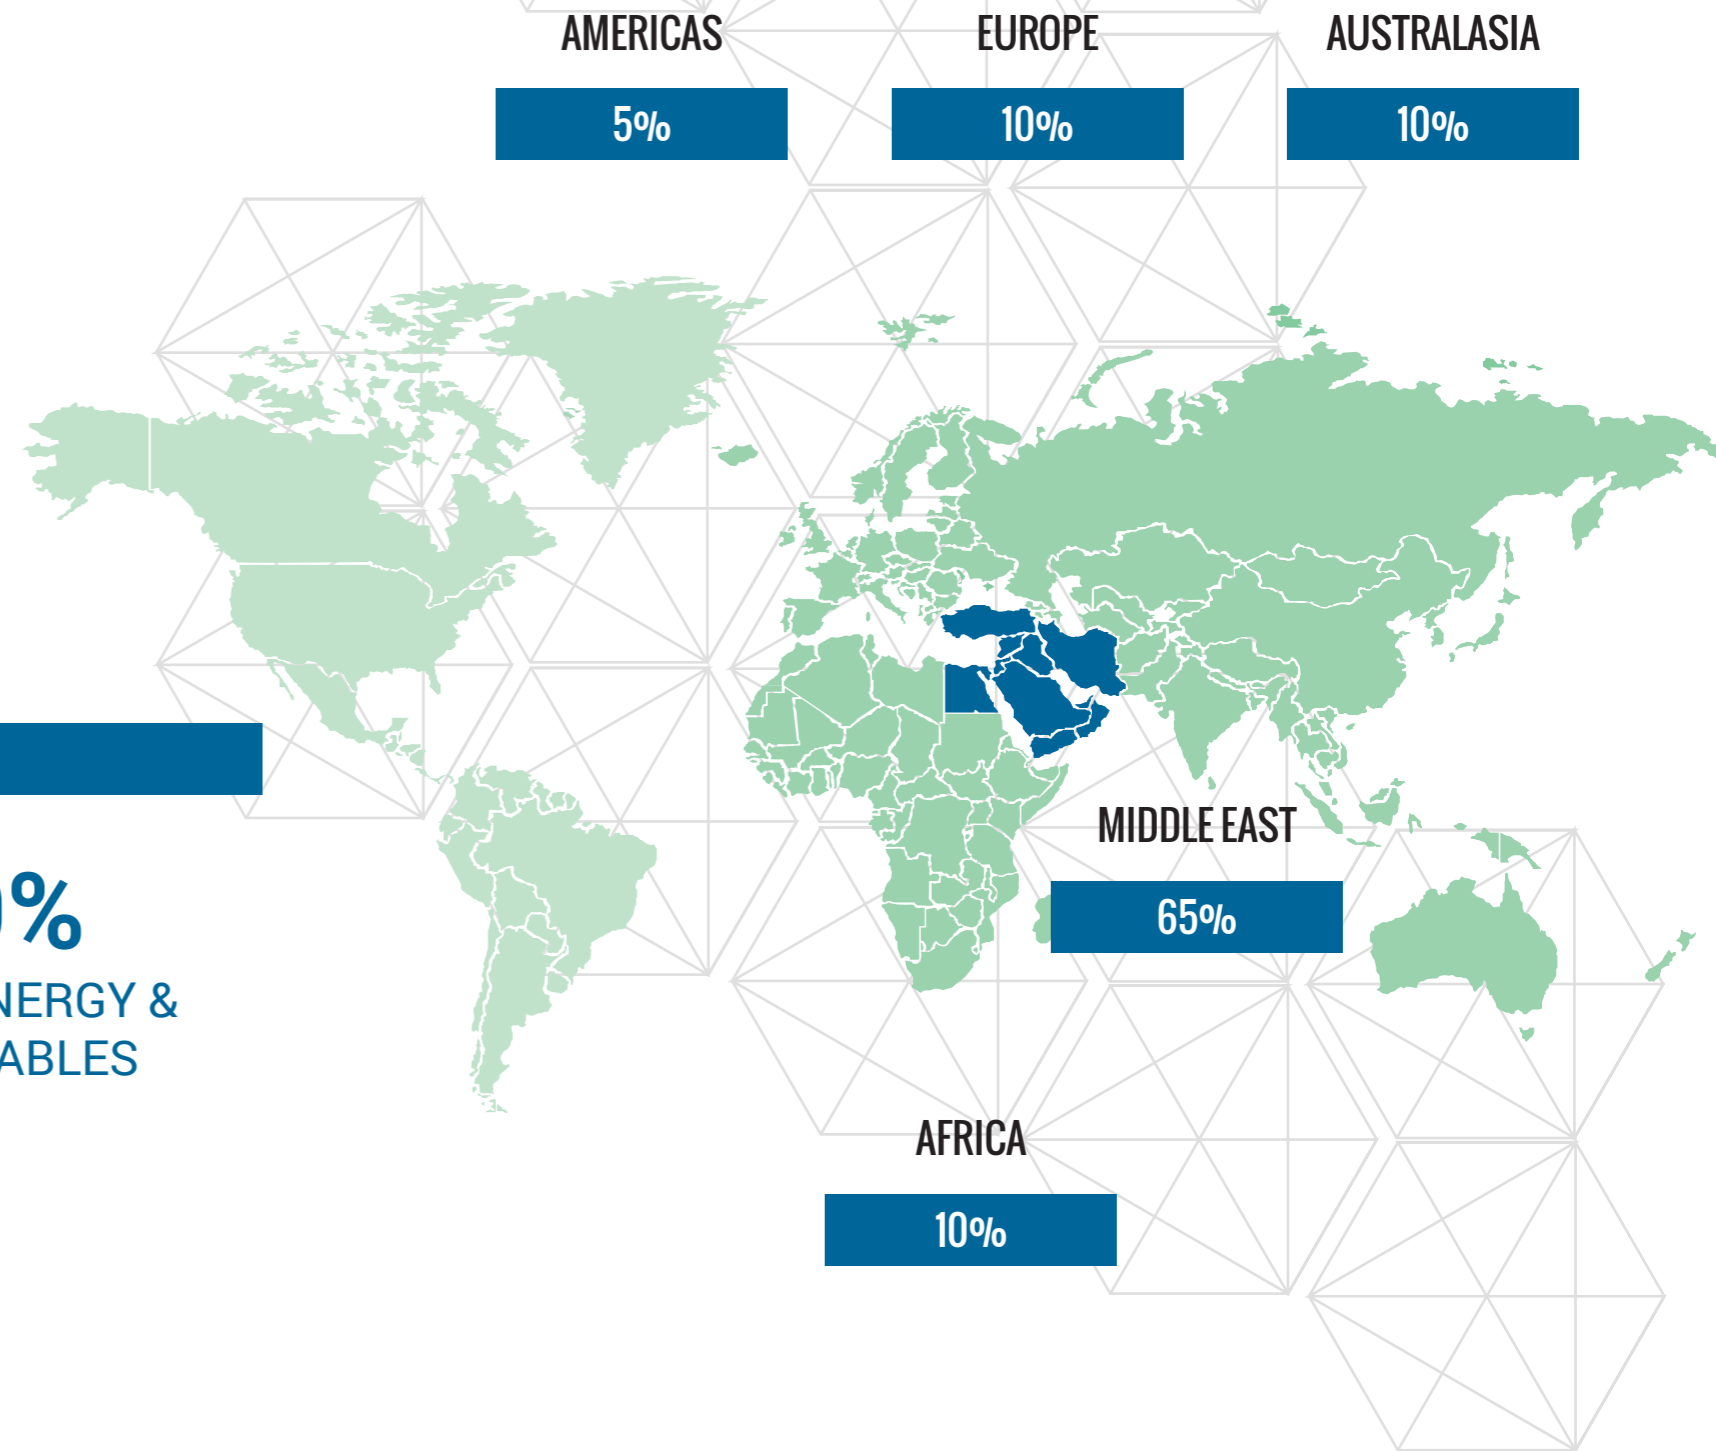 AMERICAS
EUROPE
AUSTRALASIA
5%
10%
10%
MIDDLE EAST
65%
%
NERGY &
ABLES
AFRICA
10%